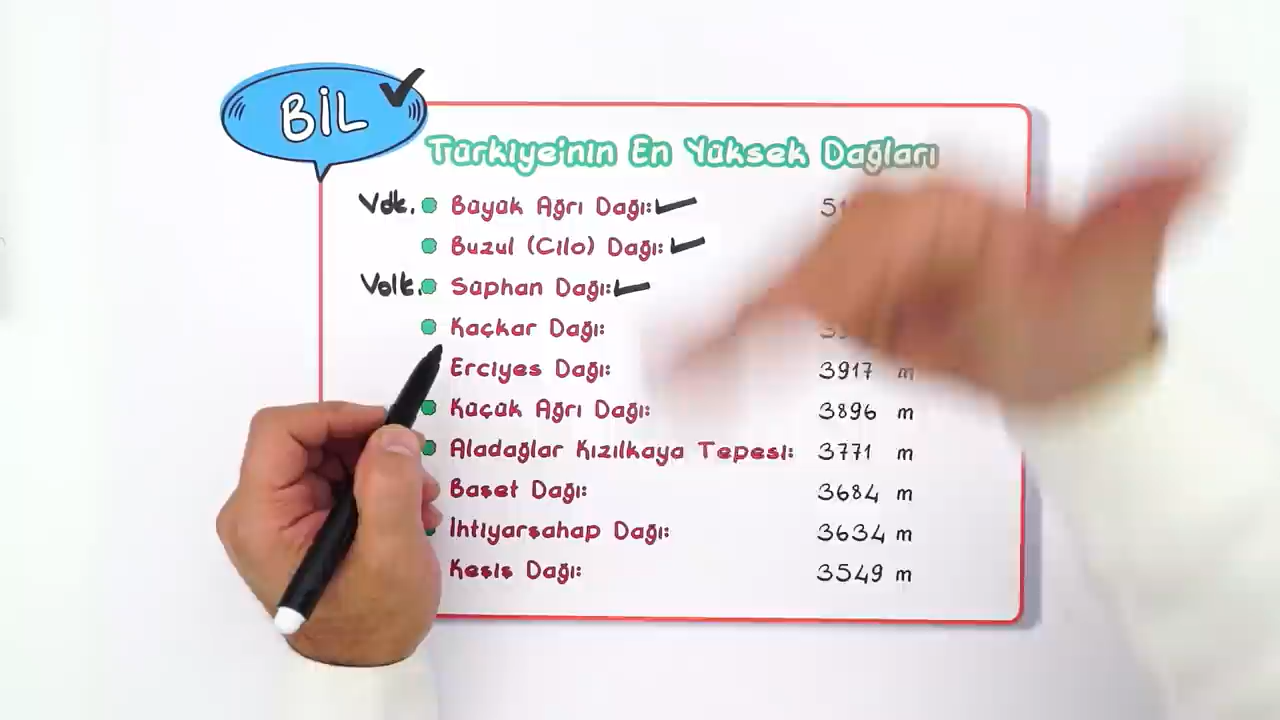 BİL
Türkiye'nin En Yüksek Dağları
Volk. Büyük Ağrı Dağı:
Buzul (Cilo) Dağı:
Volk. Süphan Dağı:
Kaçkar Dağı:
Erciyes Dağı: 3917 m
Küçük Ağrı Dağı: 3896 m
Aladağlar Kızılkaya Tepesi: 3771 m
Başet Dağı: 3684 m
İhtiyarşahap Dağı: 3634 m
Keşiş Dağı: 3549 m